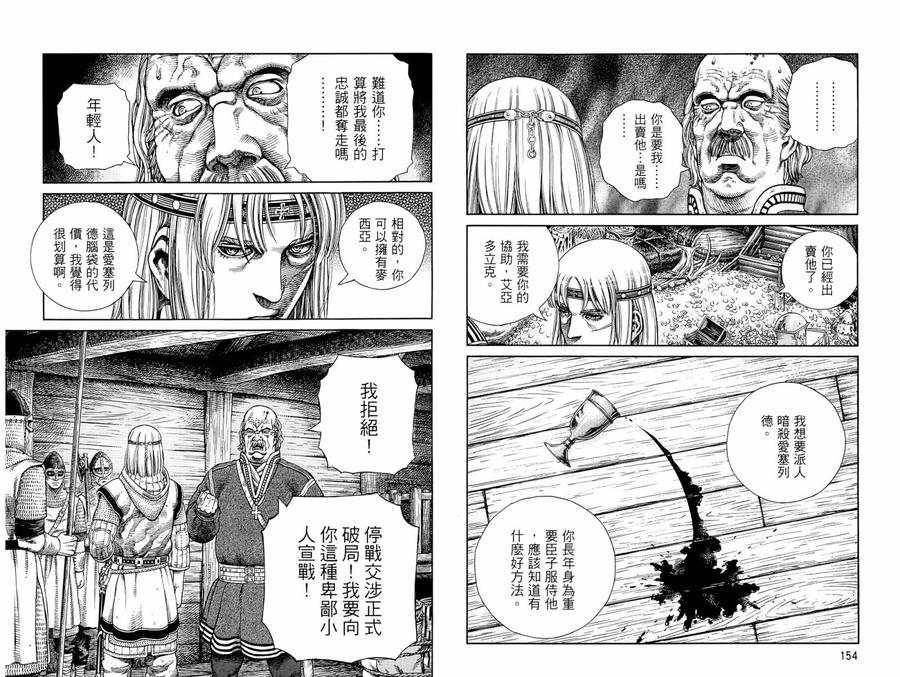 …………
…………
你是要我………
出賣他…是嗎
你已經出
賣他了。
我需要你的
協助，艾亞
多立克。
我想要派人
暗殺愛塞列
德。
你長年身為重
要臣子服侍他
，應該知道有
什麼好方法。
154
難道你……打
算將我最後的
忠誠都奪走嗎
……！
年輕人！
相對的，你
可以擁有麥
西亞。
這是愛塞列
德腦袋的代
價，我覺得
很划算啊。
我拒絕！
停戰交涉正式
破局！我要向
你這種卑鄙小
人宣戰！